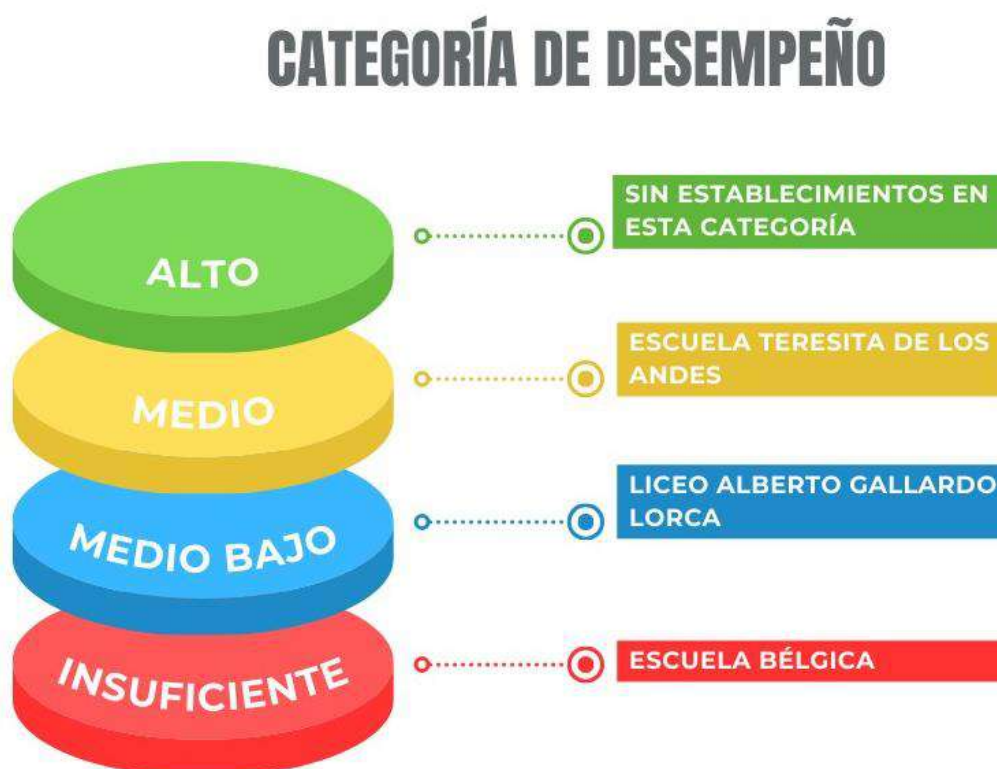 CATEGORÍA DE DESEMPEÑO
ALTO
SIN ESTABLECIMIENTOS EN
ESTA CATEGORÍA
MEDIO
ESCUELA TERESITA DE LOS
ANDES
MEDIO BAJO
LICEO ALBERTO GALLARDO
LORCA
INSUFICIENTE
ESCUELA BÉLGICA